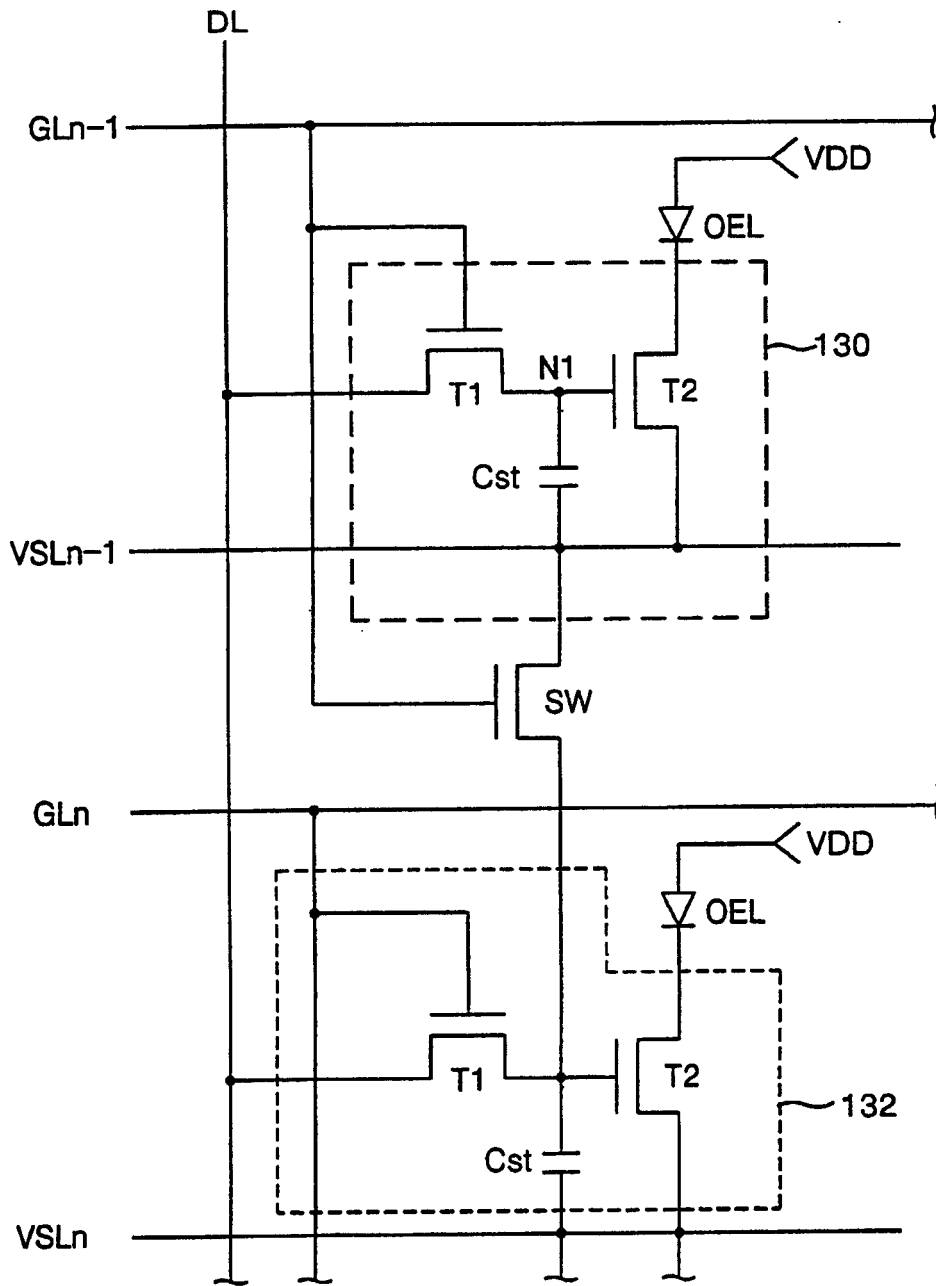 DL
GLn-1
VDD
OEL
130
N1
T1
T2
Cst
VSLn-1
SW
GLn
VDD
OEL
T1
T2
132
Cst
VSLn